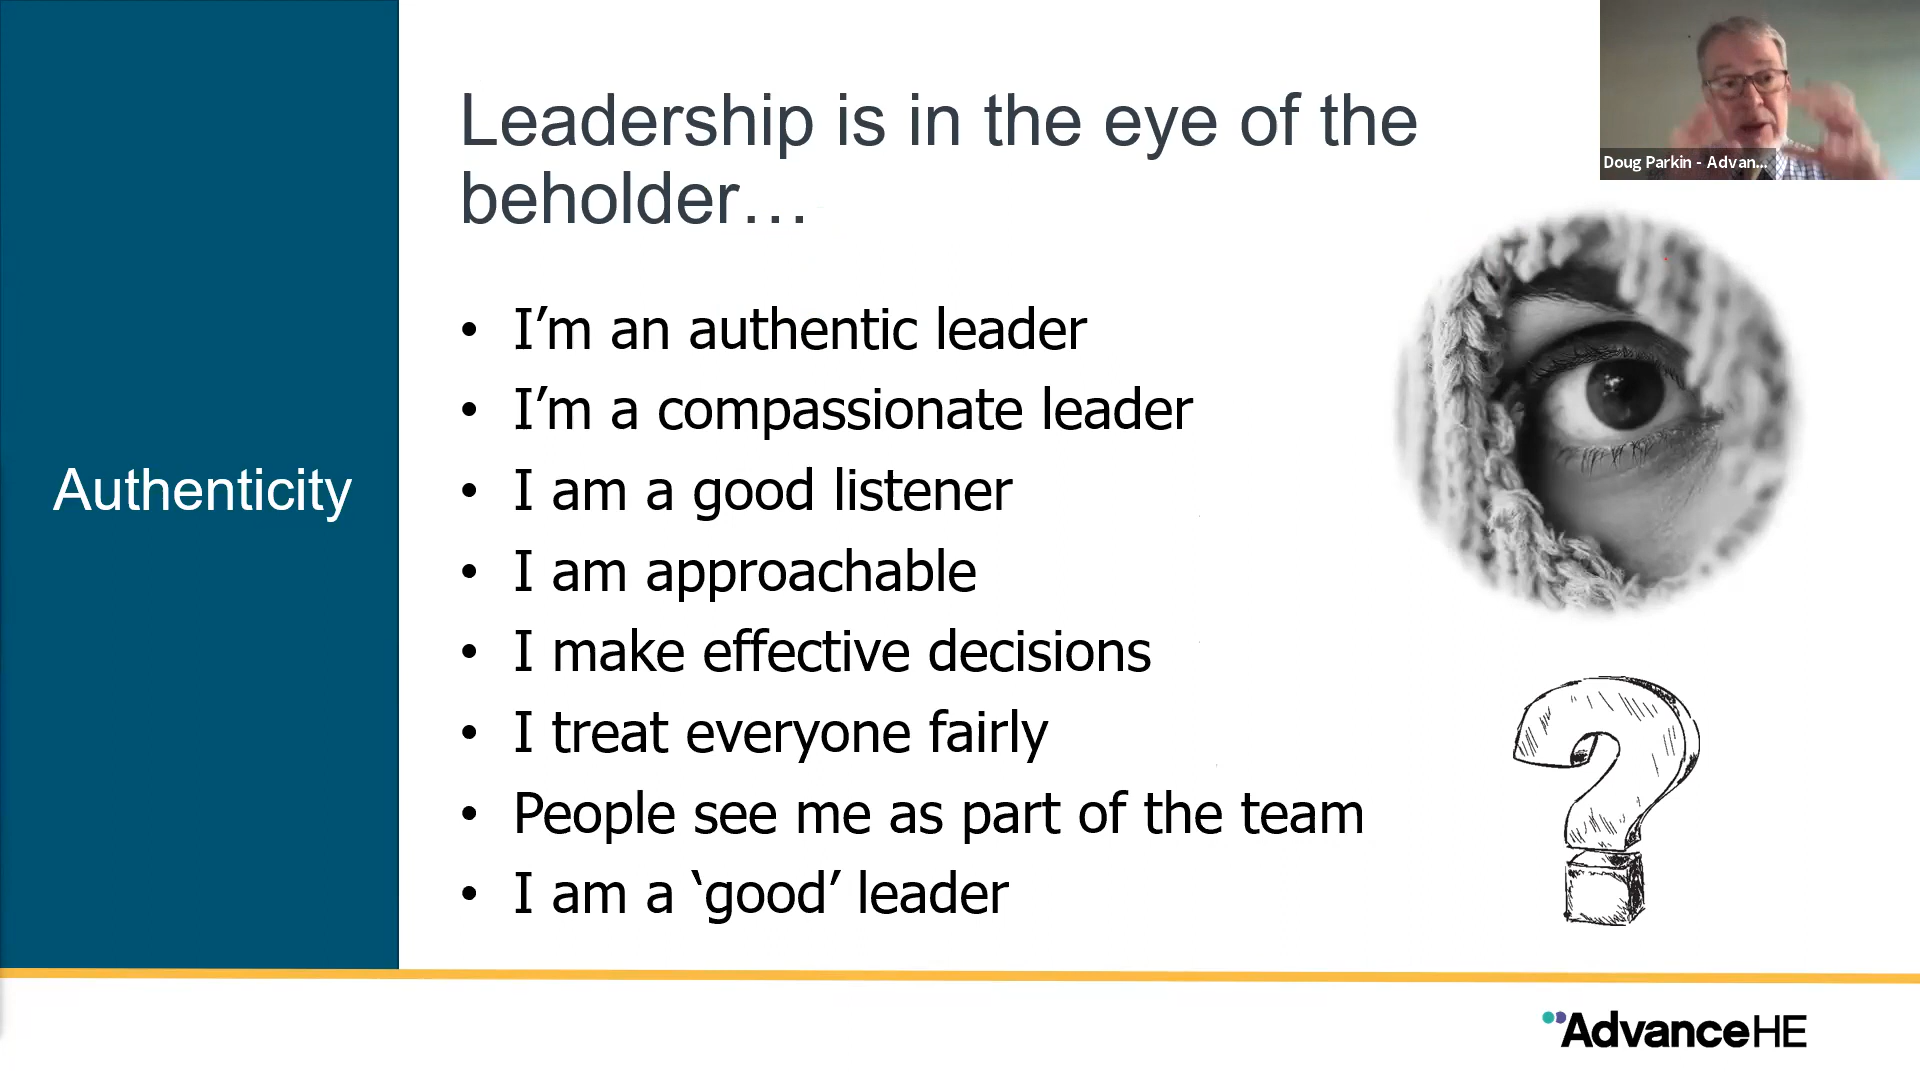 Leadership is in the eye of the
beholder…
Doug Parkin - Advan...
Authenticity
• I’m an authentic leader
• I’m a compassionate leader
• I am a good listener
• I am approachable
• I make effective decisions
• I treat everyone fairly
• People see me as part of the team
• I am a ‘good’ leader
AdvanceHE